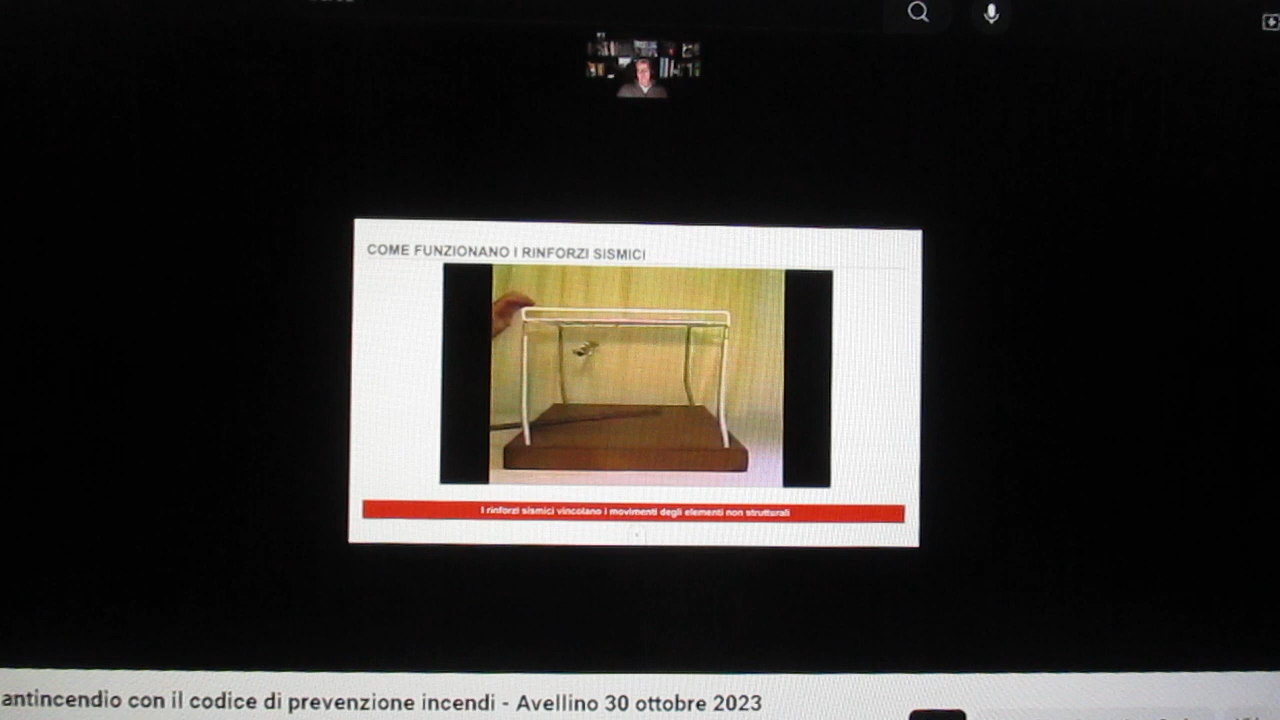 COME FUNZIONANO I RINFORZI SISMICI
I rinforzi sismici vincolano i movimenti degli elementi non strutturali
antincendio con il codice di prevenzione incendi - Avellino 30 ottobre 2023